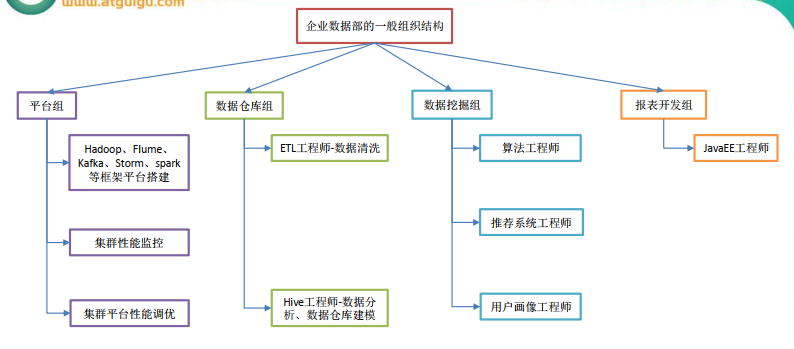 www.atguigu.com
企业数据部的一般组织结构
平台组
数据仓库组
数据挖掘组
报表开发组
Hadoop、Flume、
Kafka、Storm、spark
等框架平台搭建
ETL工程师-数据清洗
算法工程师
JavaEE工程师
集群性能监控
推荐系统工程师
集群平台性能调优
Hive工程师-数据分
析、数据仓库建模
用户画像工程师